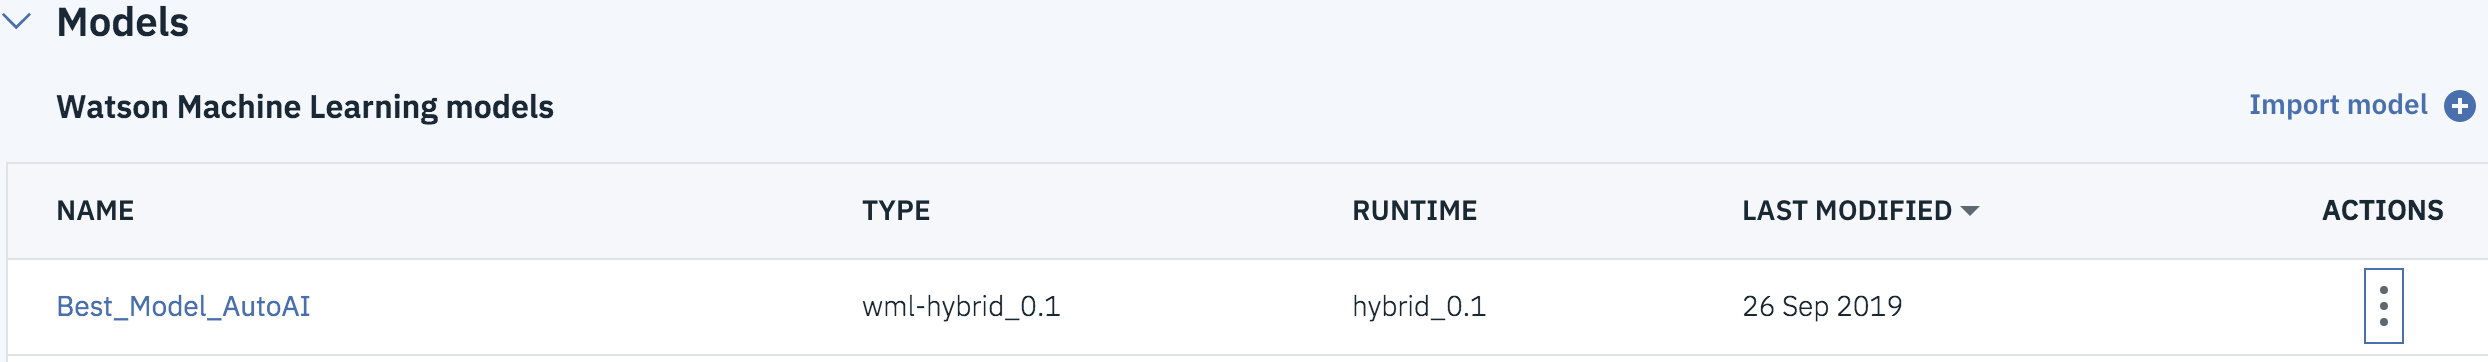 Models
Watson Machine Learning models
Import model
NAME TYPE RUNTIME LAST MODIFIED ACTIONS
Best_Model_AutoAI wml-hybrid_0.1 hybrid_0.1 26 Sep 2019